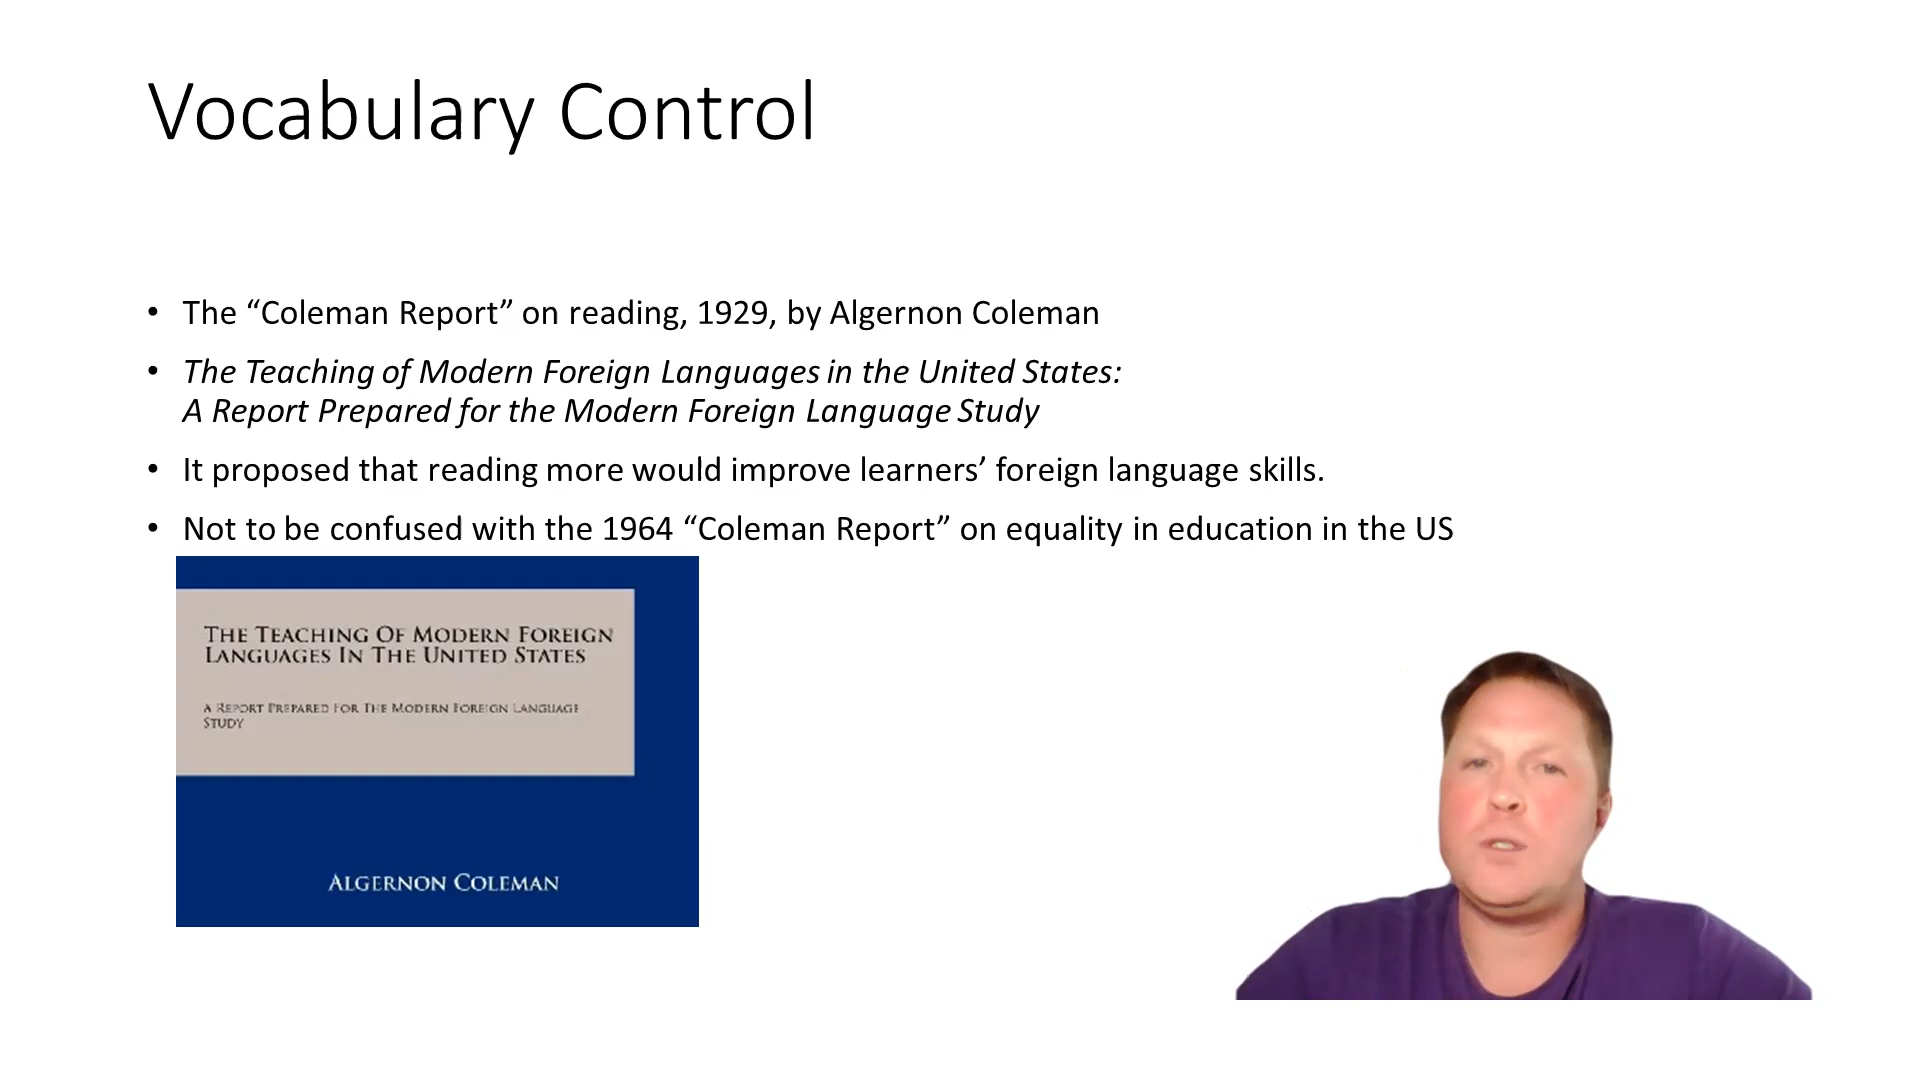 Vocabulary Control
• The “Coleman Report” on reading, 1929, by Algernon Coleman
• The Teaching of Modern Foreign Languages in the United States:
A Report Prepared for the Modern Foreign Language Study
• It proposed that reading more would improve learners’ foreign language skills.
• Not to be confused with the 1964 “Coleman Report” on equality in education in the US
THE TEACHING OF MODERN FOREIGN
LANGUAGES IN THE UNITED STATES
A REPORT PREPARED FOR THE MODERN FOREIGN LANGUAGE
STUDY
ALGERNON COLEMAN